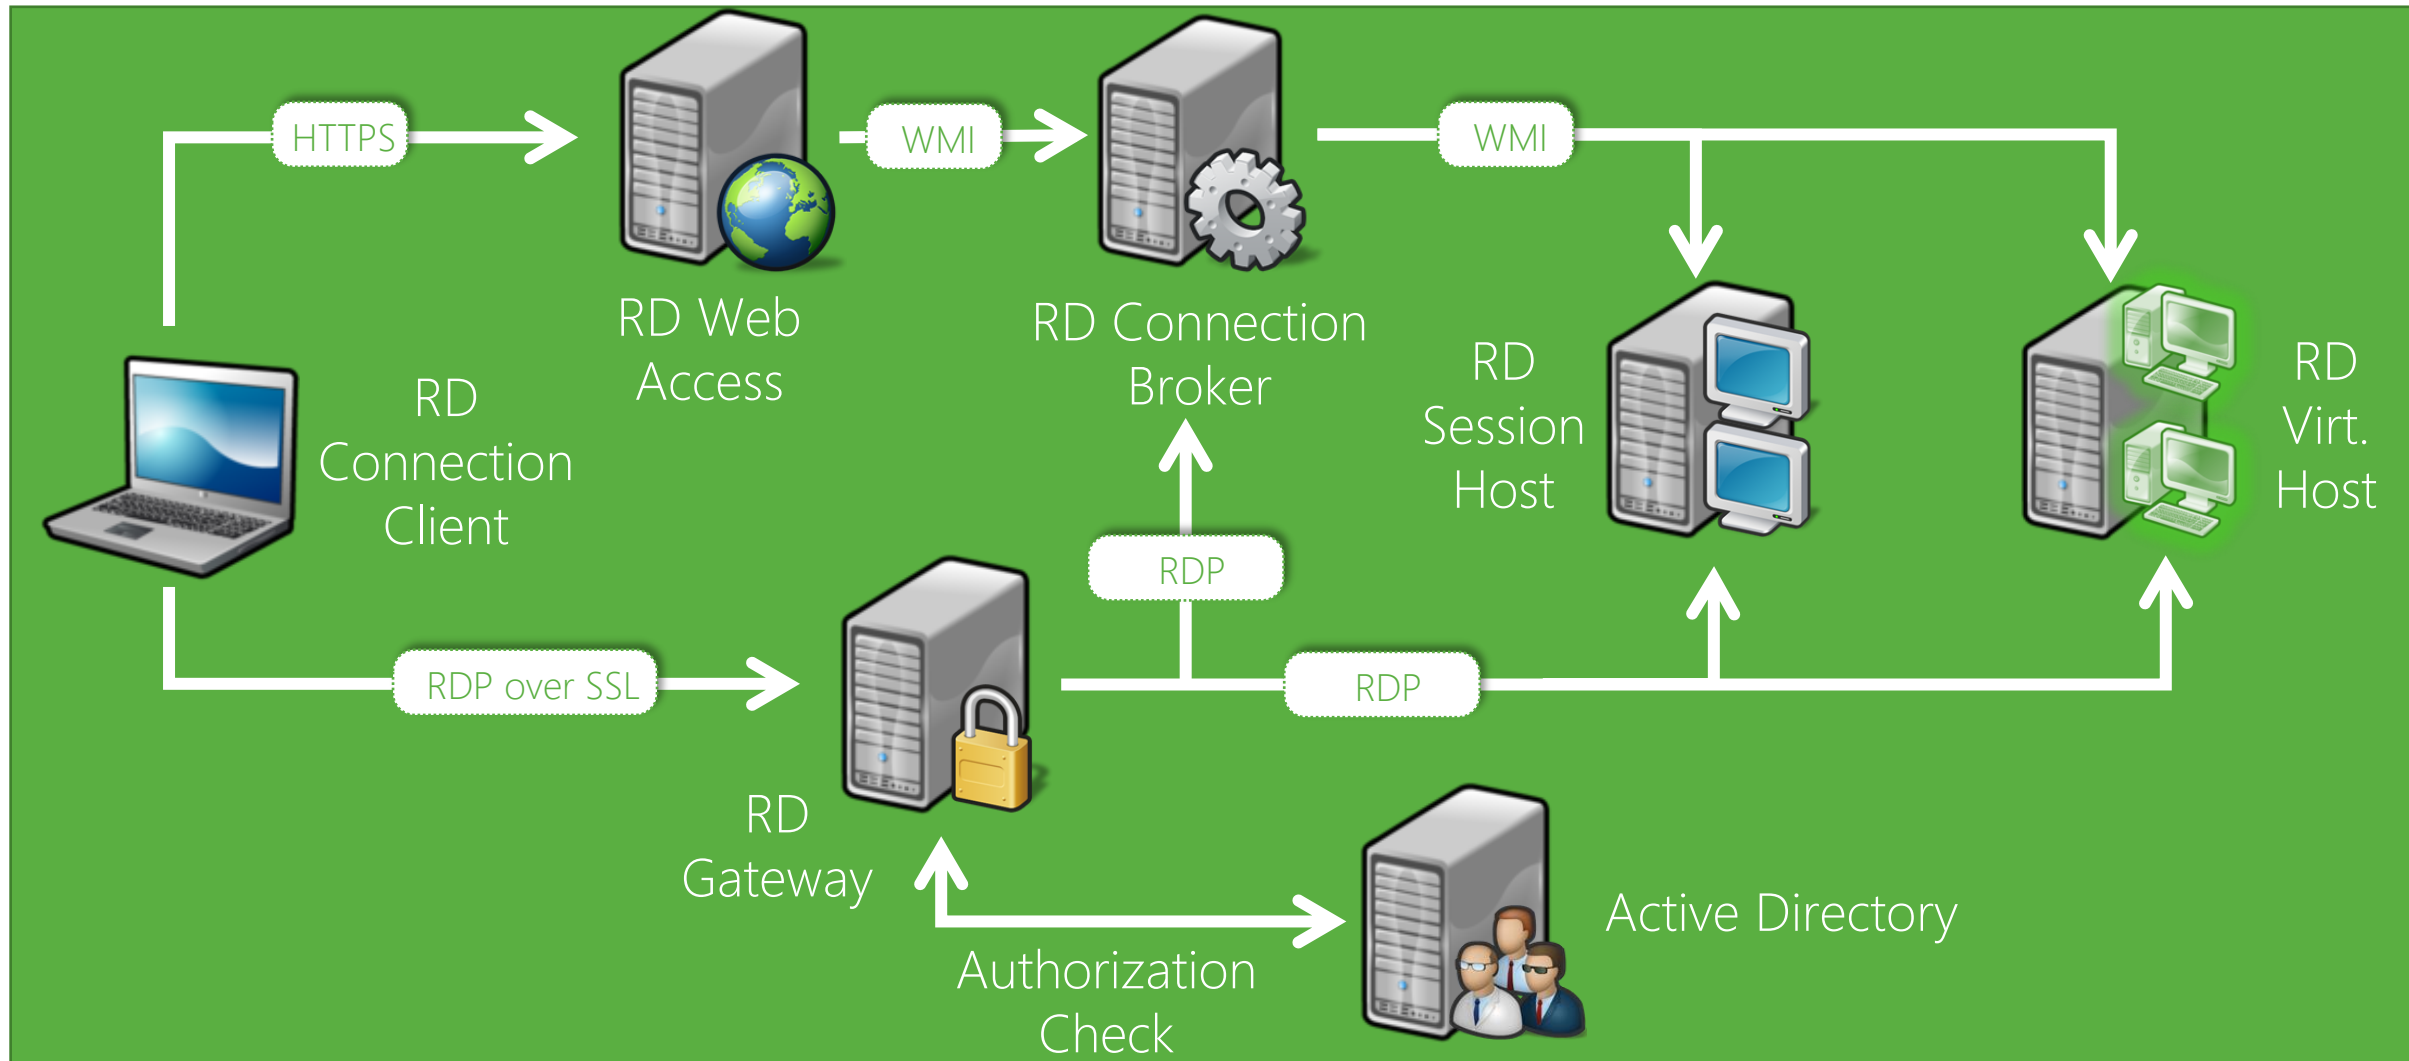 HTTPS
WMI
WMI
RD Web
Access
RD Connection
Broker
RD
Connection
Client
RD
Session
Host
RD
Virt.
Host
RDP
RDP over SSL
RDP
RD
Gateway
Active Directory
Authorization
Check